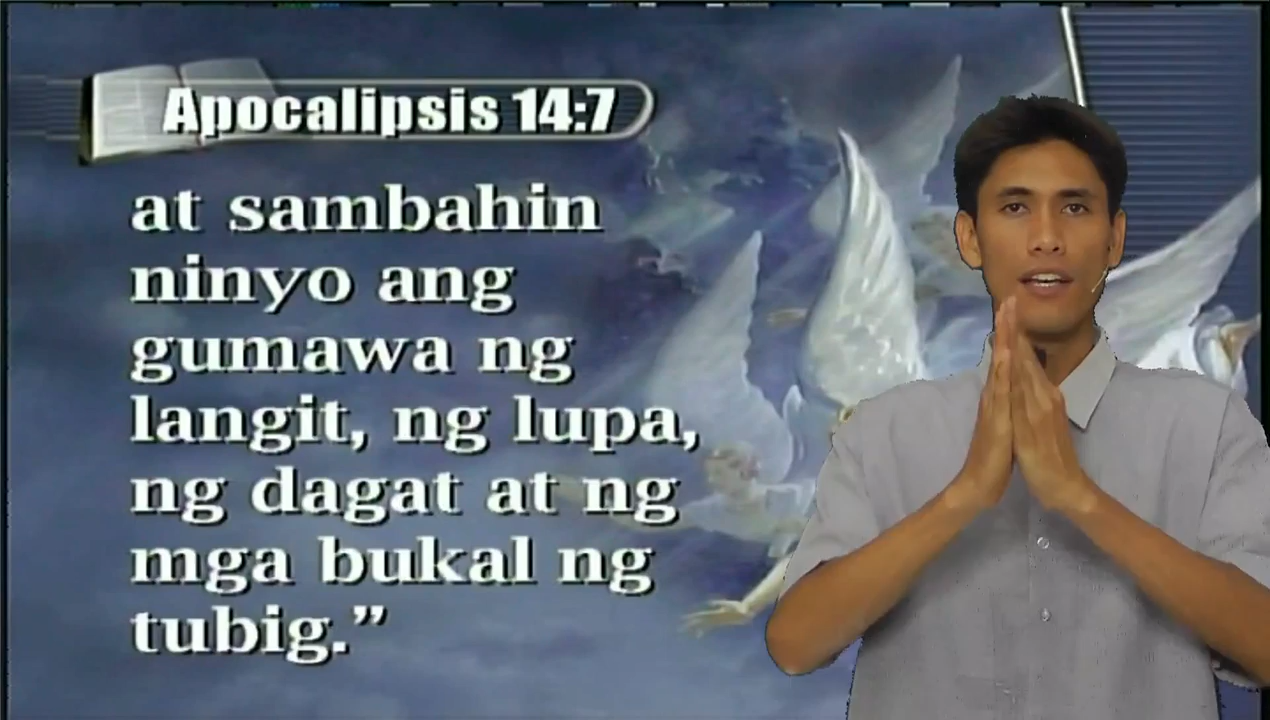 Apocalipsis 14:7
at sambahin
ninyo ang
gumawa ng
langit, ng lupa,
ng dagat at ng
mga bukal ng
tubig.”